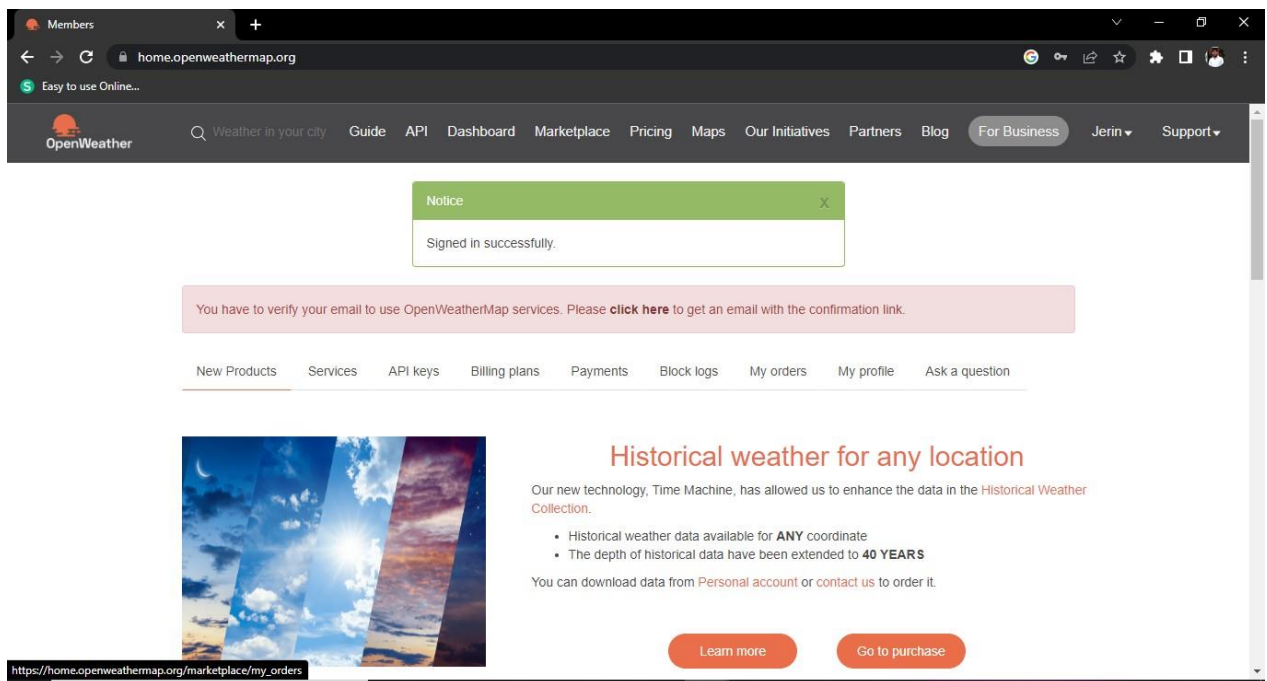 Members
home.openweathermap.org
S Easy to use Online...
OpenWeather
Weather in your city Guide API Dashboard Marketplace Pricing Maps Our Initiatives Partners Blog For Business Jerin Support
Notice x
Signed in successfully.
You have to verify your email to use OpenWeatherMap services. Please click here to get an email with the confirmation link.
New Products Services API keys Billing plans Payments Block logs My orders My profile Ask a question
Historical weather for any location
Our new technology, Time Machine, has allowed us to enhance the data in the Historical Weather
Collection.
• Historical weather data available for ANY coordinate
• The depth of historical data have been extended to 40 YEARS
You can download data from Personal account or contact us to order it.
Learn more Go to purchase
https://home.openweathermap.org/marketplace/my_orders